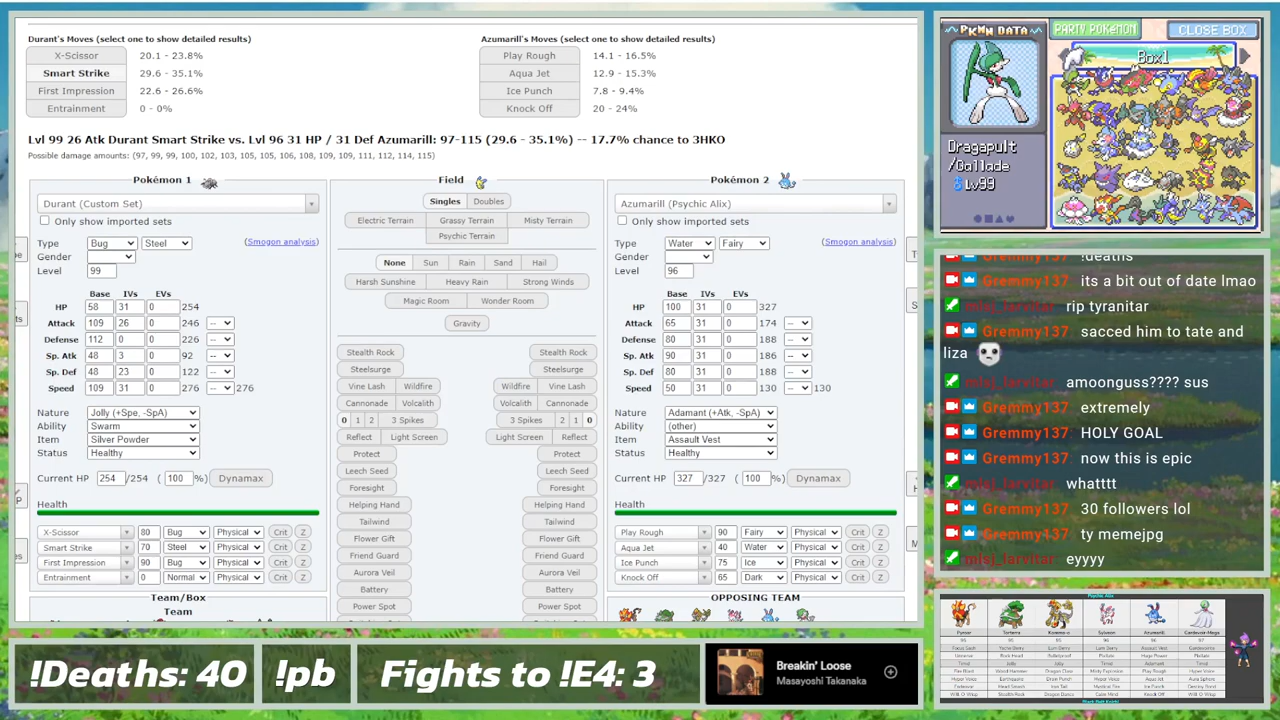 Durant's Moves (select one to show detailed results)
X-Scissor 20.1 - 23.8%
Smart Strike 29.6 - 35.1%
First Impression 22.6 - 26.6%
Entrainment 0 - 0%
Azumarill's Moves (select one to show detailed results)
Play Rough 14.1 - 16.5%
Aqua Jet 12.9 - 15.3%
Ice Punch 7.8 - 9.4%
Knock Off 20 - 24%
Lvl 99 26 Atk Durant Smart Strike vs. Lvl 96 31 HP / 31 Def Azumarill: 97-115 (29.6 - 35.1%) -- 17.7% chance to 3HKO
Possible damage amounts: (97, 99, 99, 100, 102, 103, 105, 105, 106, 108, 109, 109, 111, 112, 114, 115)
Pokémon 1
Durant (Custom Set)
Only show imported sets
Type Bug Steel (Smogon analysis)
Gender
Level 99
Base IVs EVs
HP 58 31 0 254
Attack 109 26 0 246 --
Defense 112 0 0 226 --
Sp. Atk 48 3 0 92 --
Sp. Def 48 23 0 122 --
Speed 109 31 0 276 -- 276
Nature Jolly (+Spe, -SpA)
Ability Swarm
Item Silver Powder
Status Healthy
Current HP 254 /254 ( 100 %) Dynamax
Health
X-Scissor 80 Bug Physical Crit Z
Smart Strike 70 Steel Physical Crit Z
First Impression 90 Bug Physical Crit Z
Entrainment 0 Normal Physical Crit Z
Team/Box
Team
Field
Singles Doubles
Electric Terrain Grassy Terrain Misty Terrain
Psychic Terrain
None Sun Rain Sand Hail
Harsh Sunshine Heavy Rain Strong Winds
Magic Room Wonder Room
Gravity
Stealth Rock Stealth Rock
Steelsurge Steelsurge
Vine Lash Wildfire Wildfire Vine Lash
Cannonade Volcalith Volcalith Cannonade
0 1 2 3 Spikes 3 Spikes 2 1 0
Reflect Light Screen Light Screen Reflect
Protect Protect
Leech Seed Leech Seed
Foresight Foresight
Helping Hand Helping Hand
Tailwind Tailwind
Flower Gift Flower Gift
Friend Guard Friend Guard
Aurora Veil Aurora Veil
Battery Battery
Power Spot Power Spot
Pokémon 2
Azumarill (Psychic Alix)
Only show imported sets
Type Water Fairy (Smogon analysis)
Gender
Level 96
Base IVs EVs
HP 100 31 0 327
Attack 65 31 0 174 --
Defense 80 31 0 188 --
Sp. Atk 90 31 0 188 --
Sp. Def 80 31 0 188 --
Speed 50 31 0 130 -- 130
Nature Adamant (+Atk, -SpA)
Ability (other)
Item Assault Vest
Status Healthy
Current HP 327 /327 ( 100 %) Dynamax
Health
Play Rough 90 Fairy Physical Crit Z
Aqua Jet 40 Water Physical Crit Z
Ice Punch 75 Ice Physical Crit Z
Knock Off 65 Dark Physical Crit Z
OPPOSING TEAM
PKMN DATA
PARTY POKéMON
CLOSE BOX
Box1
Dragapult
/Gallade
Lv99
Gremmy137 !deaths
Gremmy137 its a bit out of date lmao
rip tyranitar
Gremmy137 sacced him to tate and
liza
amoonguss???? sus
Gremmy137 extremely
Gremmy137 HOLY GOAL
Gremmy137 now this is epic
whatttt
Gremmy137 30 followers lol
Gremmy137 ty memejpg
eyyyy
Breakin' Loose
Masayoshi Takanaka
Psychic Alix
Torterra
Sylveon
Azumarill
Gardevoir-Mega